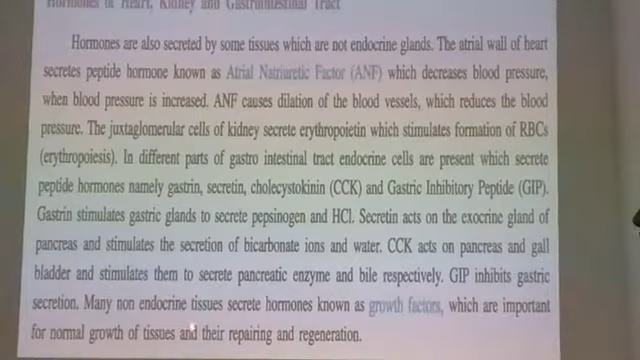 Hormones of Heart, Kidney and Gastrointestinal Tract
Hormones are also secreted by some tissues which are not endocrine glands. The atrial wall of heart
secretes peptide hormone known as Atrial Natriuretic Factor (ANF) which decreases blood pressure,
when blood pressure is increased. ANF causes dilation of the blood vessels, which reduces the blood
pressure. The juxtaglomerular cells of kidney secrete erythropoietin which stimulates formation of RBCs
(erythropoiesis). In different parts of gastro intestinal tract endocrine cells are present which secrete
peptide hormones namely gastrin, secretin, cholecystokinin (CCK) and Gastric Inhibitory Peptide (GIP).
Gastrin stimulates gastric glands to secrete pepsinogen and HCl. Secretin acts on the exocrine gland of
pancreas and stimulates the secretion of bicarbonate ions and water. CCK acts on pancreas and gall
bladder and stimulates them to secrete pancreatic enzyme and bile respectively. GIP inhibits gastric
secretion. Many non endocrine tissues secrete hormones known as growth factors, which are important
for normal growth of tissues and their repairing and regeneration.